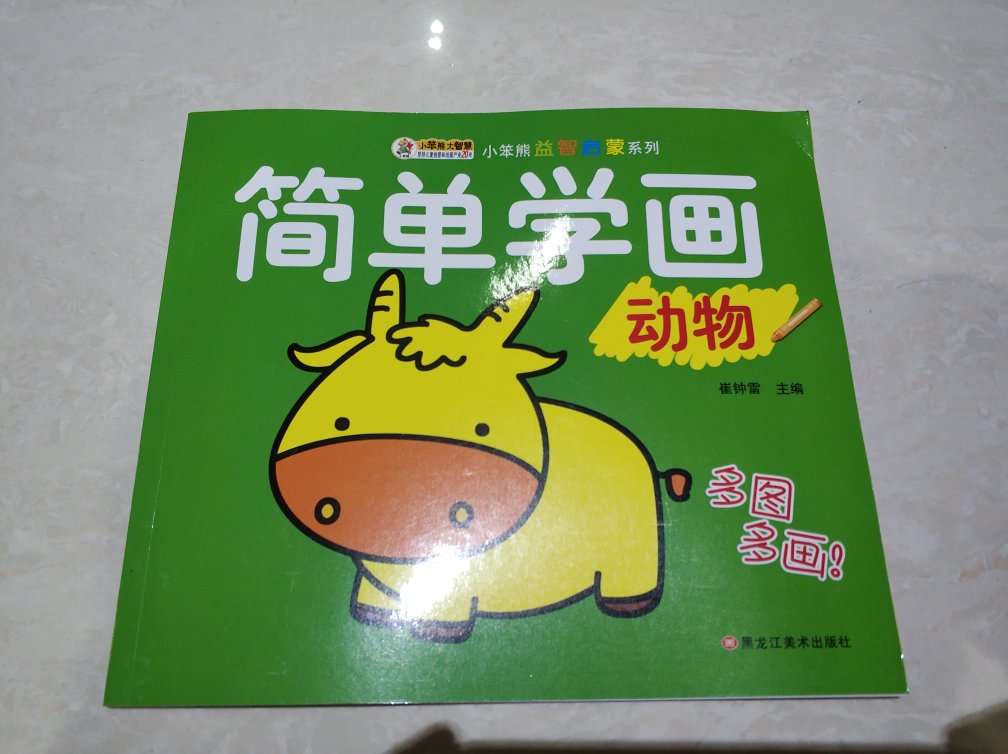 小笨熊大智慧
小笨熊益智启蒙系列
简单学画
动物
崔钟雷 主编
多图
多画!
黑龙江美术出版社